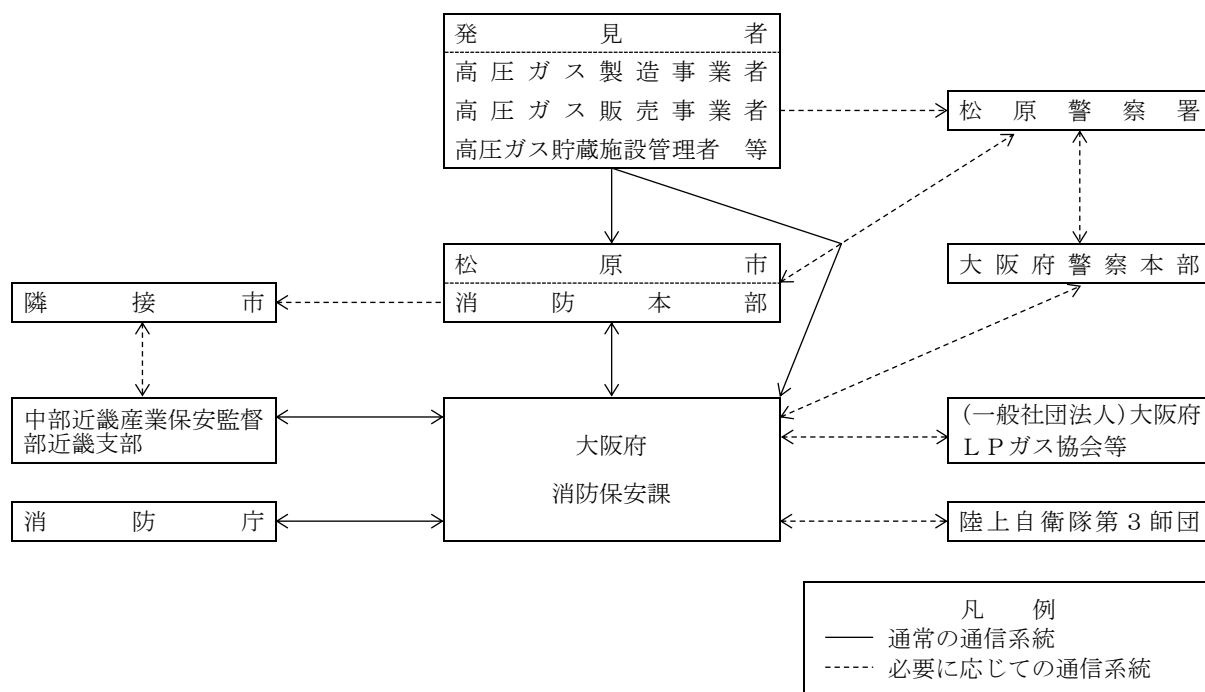 発見者
高圧ガス製造事業者
高圧ガス販売事業者
高圧ガス貯蔵施設管理者 等
松原警察署
松原市
消防本部
大阪府警察本部
隣接市
中部近畿産業保安監督
部近畿支部
大阪府
消防保安課
(一般社団法人)大阪府
LPガス協会等
消防庁
陸上自衛隊第3師団
凡例
通常の通信系統
必要に応じての通信系統